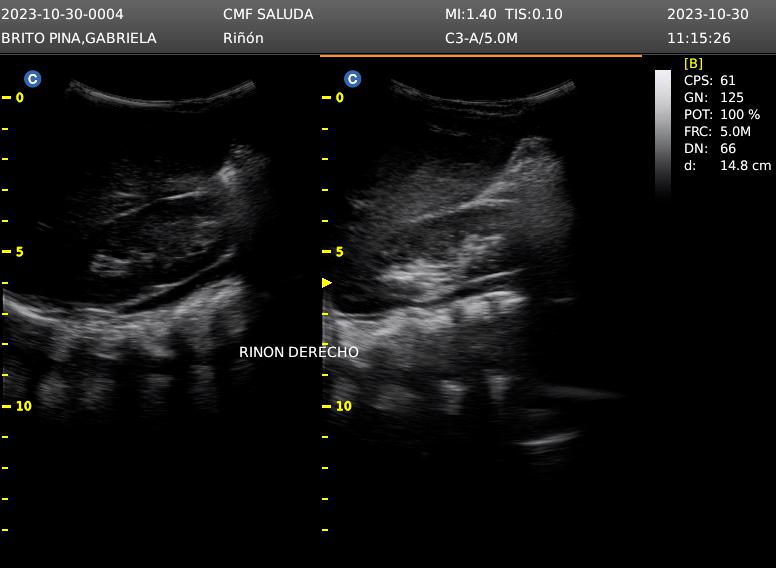 2023-10-30-0004 CMF SALUDA MI:1.40 TIS:0.10 2023-10-30
BRITO PINA,GABRIELA Riñón C3-A/5.0M 11:15:26
[B]
CPS: 61
GN: 125
POT: 100 %
FRC: 5.0M
DN: 66
d: 14.8 cm
C C
0 0
5 5
RINON DERECHO
10 10